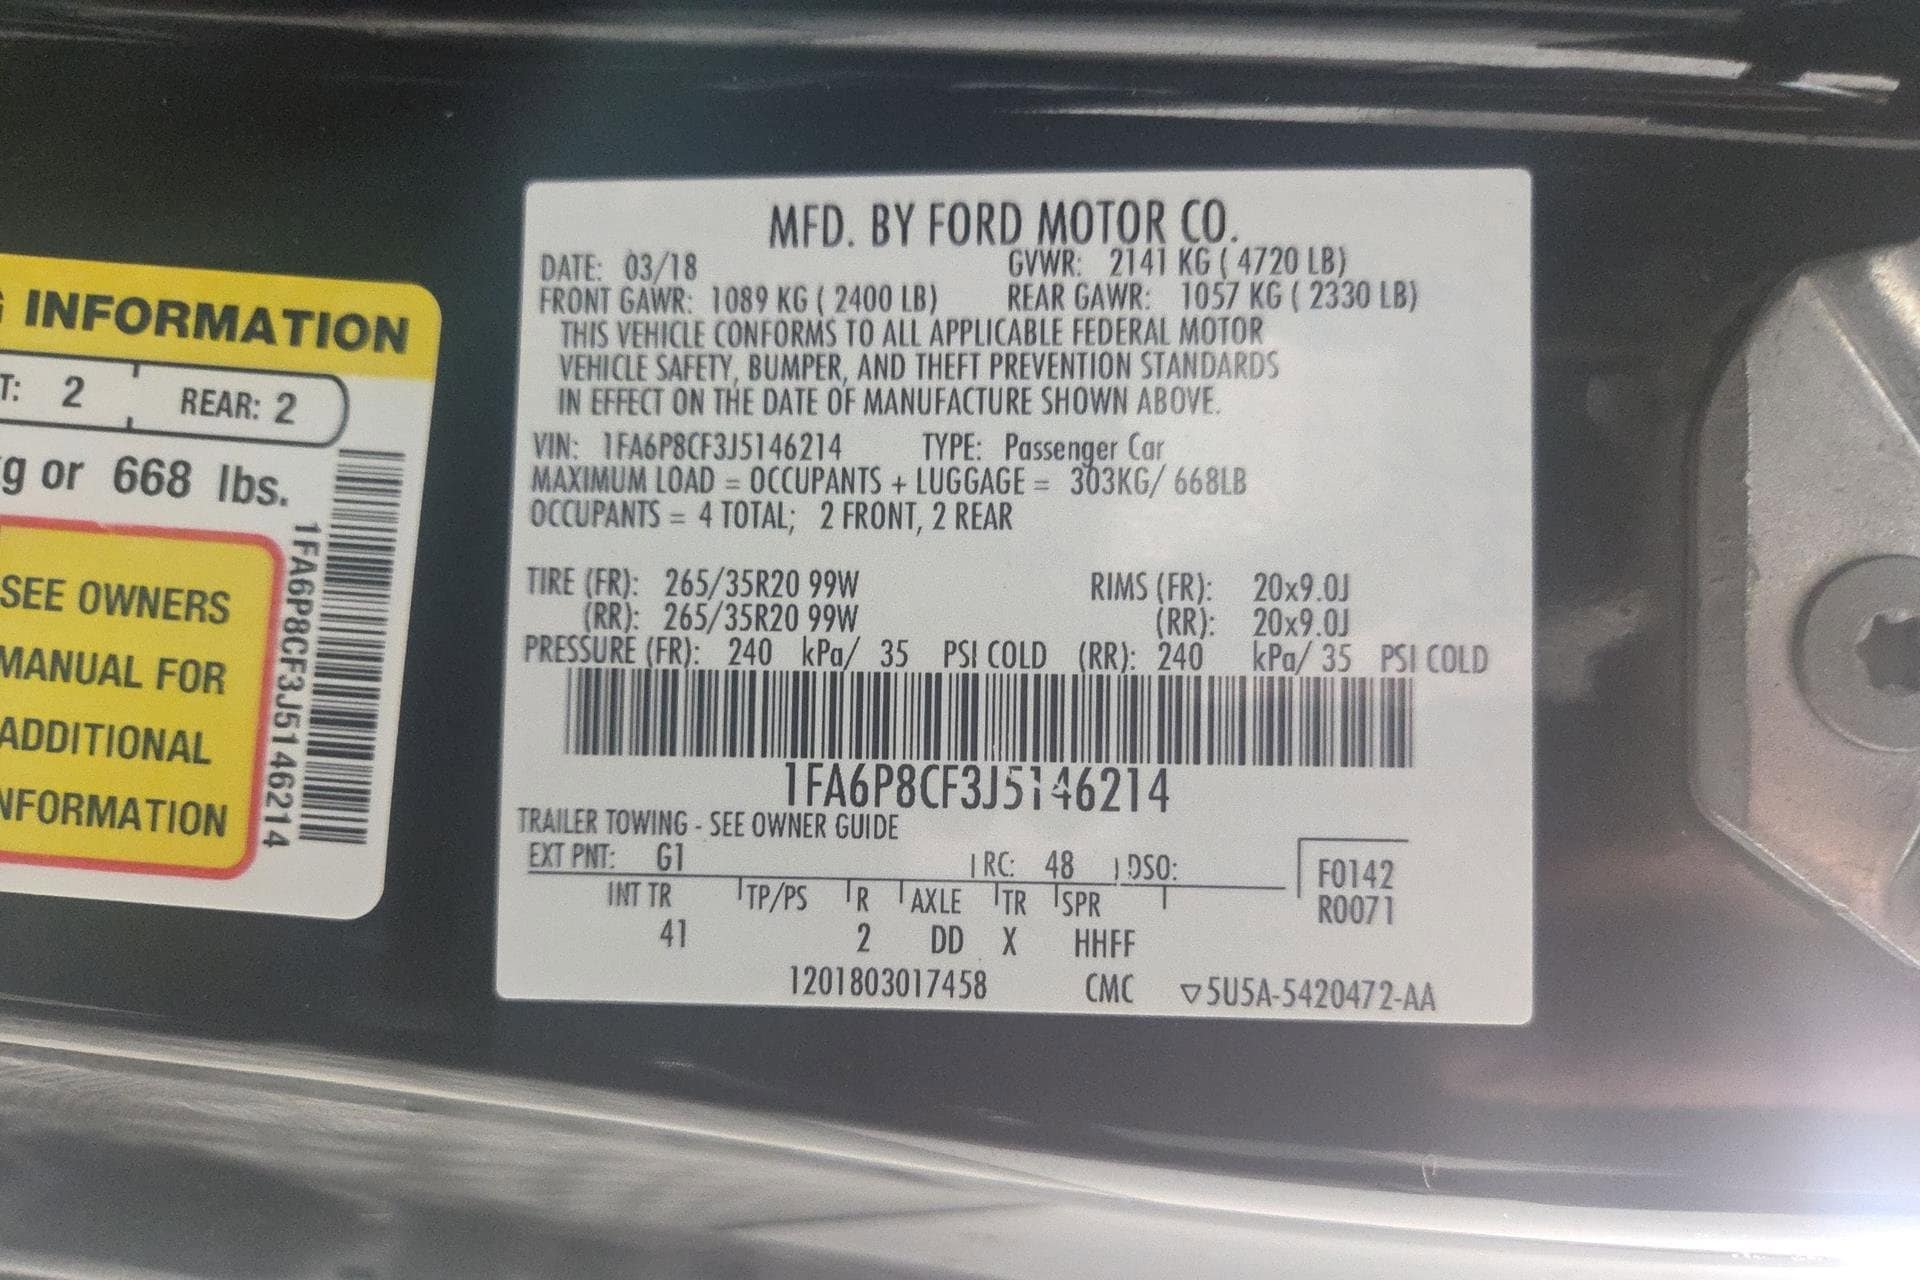 INFORMATION
T: 2 REAR: 2
g or 668 lbs.
SEE OWNERS
MANUAL FOR
ADDITIONAL
NFORMATION
1FA6P8CF3J5146214
MFD. BY FORD MOTOR CO.
DATE: 03/18 GVWR: 2141 KG ( 4720 LB)
FRONT GAWR: 1089 KG ( 2400 LB) REAR GAWR: 1057 KG ( 2330 LB)
THIS VEHICLE CONFORMS TO ALL APPLICABLE FEDERAL MOTOR
VEHICLE SAFETY, BUMPER, AND THEFT PREVENTION STANDARDS
IN EFFECT ON THE DATE OF MANUFACTURE SHOWN ABOVE.
VIN: 1FA6P8CF3J5146214 TYPE: Passenger Car
MAXIMUM LOAD = OCCUPANTS + LUGGAGE = 303KG/ 668LB
OCCUPANTS = 4 TOTAL; 2 FRONT, 2 REAR
TIRE (FR): 265/35R20 99W RIMS (FR): 20x9.0J
(RR): 265/35R20 99W (RR): 20x9.0J
PRESSURE (FR): 240 kPa/ 35 PSI COLD (RR): 240 kPa/ 35 PSI COLD
1FA6P8CF3J5146214
TRAILER TOWING - SEE OWNER GUIDE
EXT PNT: G1 RC: 48 DSO: F0142
INT TR TP/PS R AXLE TR SPR R0071
41 2 DD X HHFF
1201803017458 CMC ▽5U5A-5420472-AA